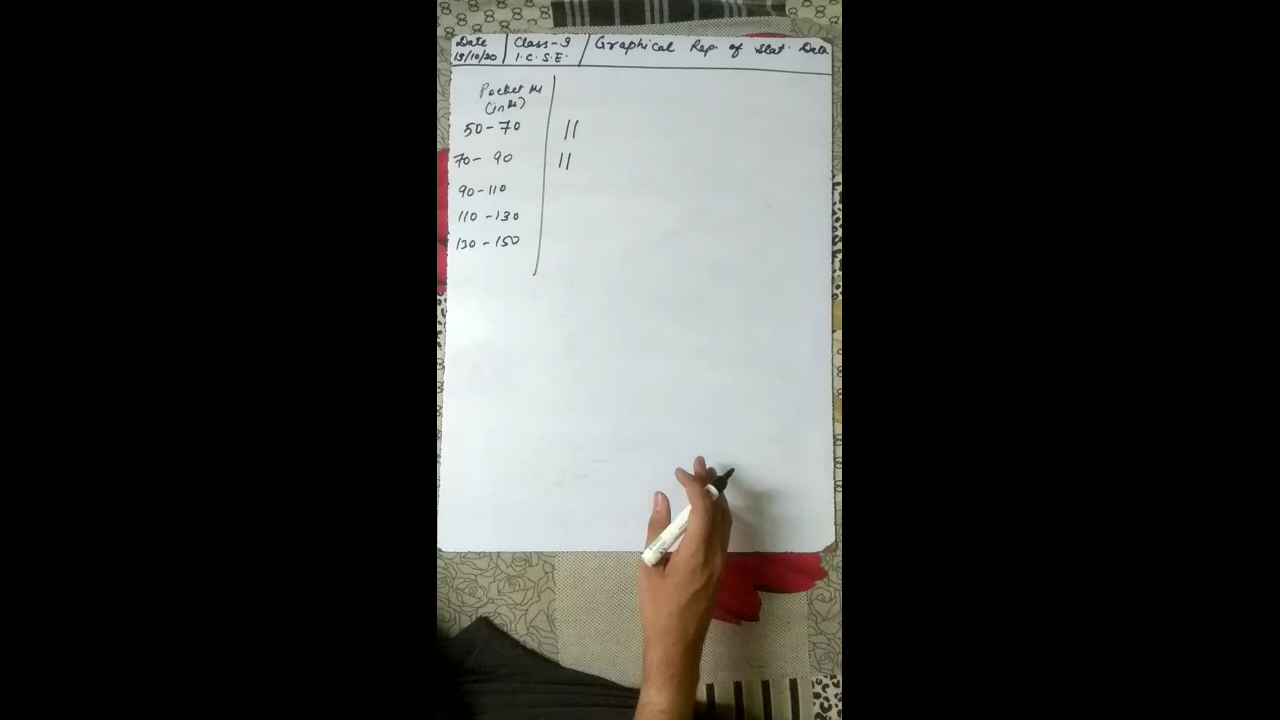 Date | Class-9 / Graphical Rep. of Stat. Data
13/10/20 | I.C.S.E.
Pocket M
(in M)
50-70 ||
70-90 ||
90-110
110-130
130-150